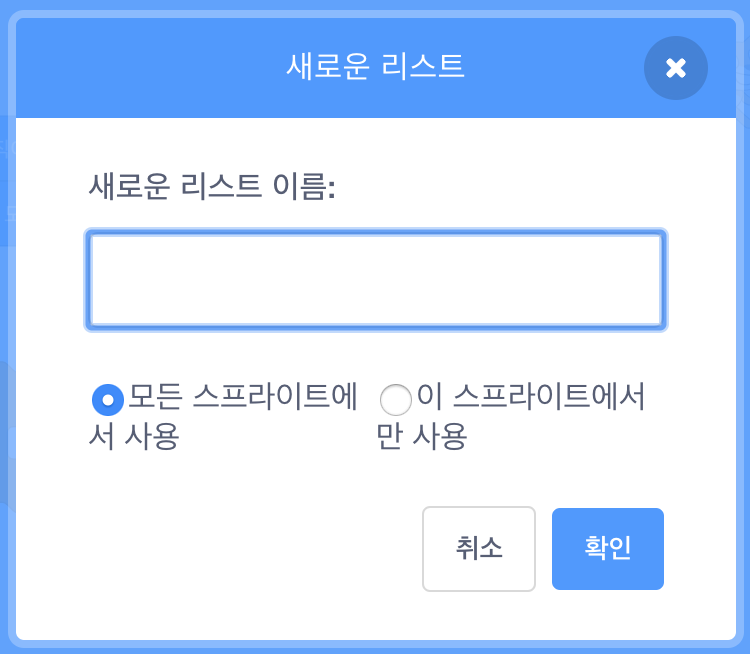 새로운 리스트
새로운 리스트 이름:
모든 스프라이트에
서 사용
이 스프라이트에서
만 사용
취소
확인